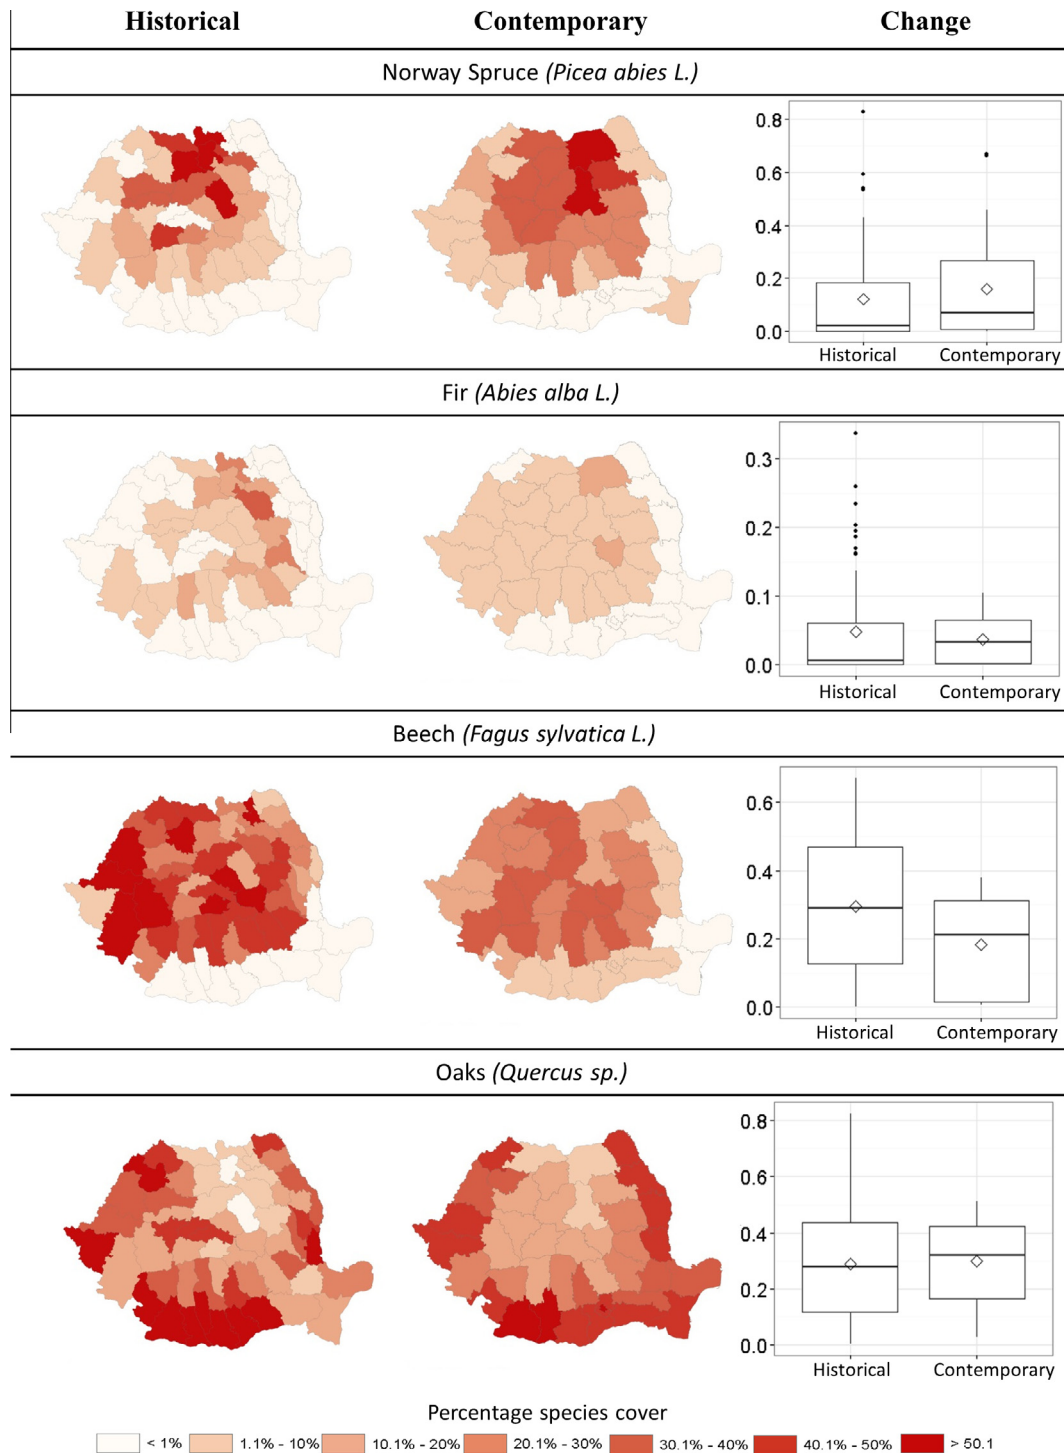 Historical Contemporary Change
Norway Spruce (Picea abies L.)
0.8
0.6
0.4
0.2
0.0
Historical Contemporary
Fir (Abies alba L.)
0.3
0.2
0.1
0.0
Historical Contemporary
Beech (Fagus sylvatica L.)
0.6
0.4
0.2
0.0
Historical Contemporary
Oaks (Quercus sp.)
0.8
0.6
0.4
0.2
0.0
Historical Contemporary
Percentage species cover
< 1% 1.1% - 10% 10.1% - 20% 20.1% - 30% 30.1% - 40% 40.1% - 50% > 50.1